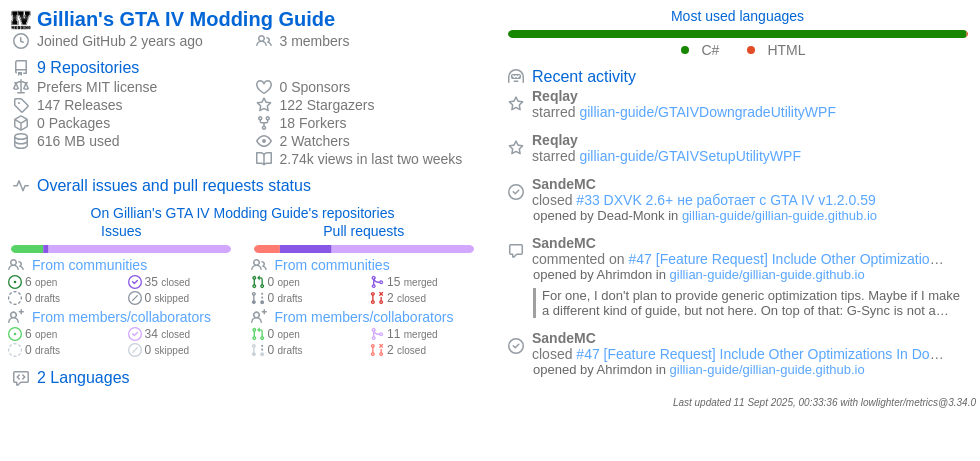 Gillian's GTA IV Modding Guide
Joined GitHub 2 years ago
3 members
9 Repositories
Prefers MIT license
147 Releases
0 Packages
616 MB used
0 Sponsors
122 Stargazers
18 Forkers
2 Watchers
2.74k views in last two weeks
Overall issues and pull requests status
On Gillian's GTA IV Modding Guide's repositories
Issues
From communities
6 open
35 closed
0 drafts
0 skipped
From members/collaborators
6 open
34 closed
0 drafts
0 skipped
Pull requests
From communities
0 open
15 merged
0 drafts
2 closed
From members/collaborators
0 open
11 merged
0 drafts
2 closed
2 Languages
Most used languages
C#
HTML
Recent activity
Reqlay
starred gillian-guide/GTAIVDowngradeUtilityWPF
Reqlay
starred gillian-guide/GTAIVSetupUtilityWPF
SandeMC
closed #33 DXVK 2.6+ не работает с GTA IV v1.2.0.59
opened by Dead-Monk in gillian-guide/gillian-guide.github.io
SandeMC
commented on #47 [Feature Request] Include Other Optimizatio…
opened by Ahrimdon in gillian-guide/gillian-guide.github.io
For one, I don't plan to provide generic optimization tips. Maybe if I make
a different kind of guide, but not here. On top of that: G-Sync is not a…
SandeMC
closed #47 [Feature Request] Include Other Optimizations In Do…
opened by Ahrimdon in gillian-guide/gillian-guide.github.io
Last updated 11 Sept 2025, 00:33:36 with lowlighter/metrics@3.34.0